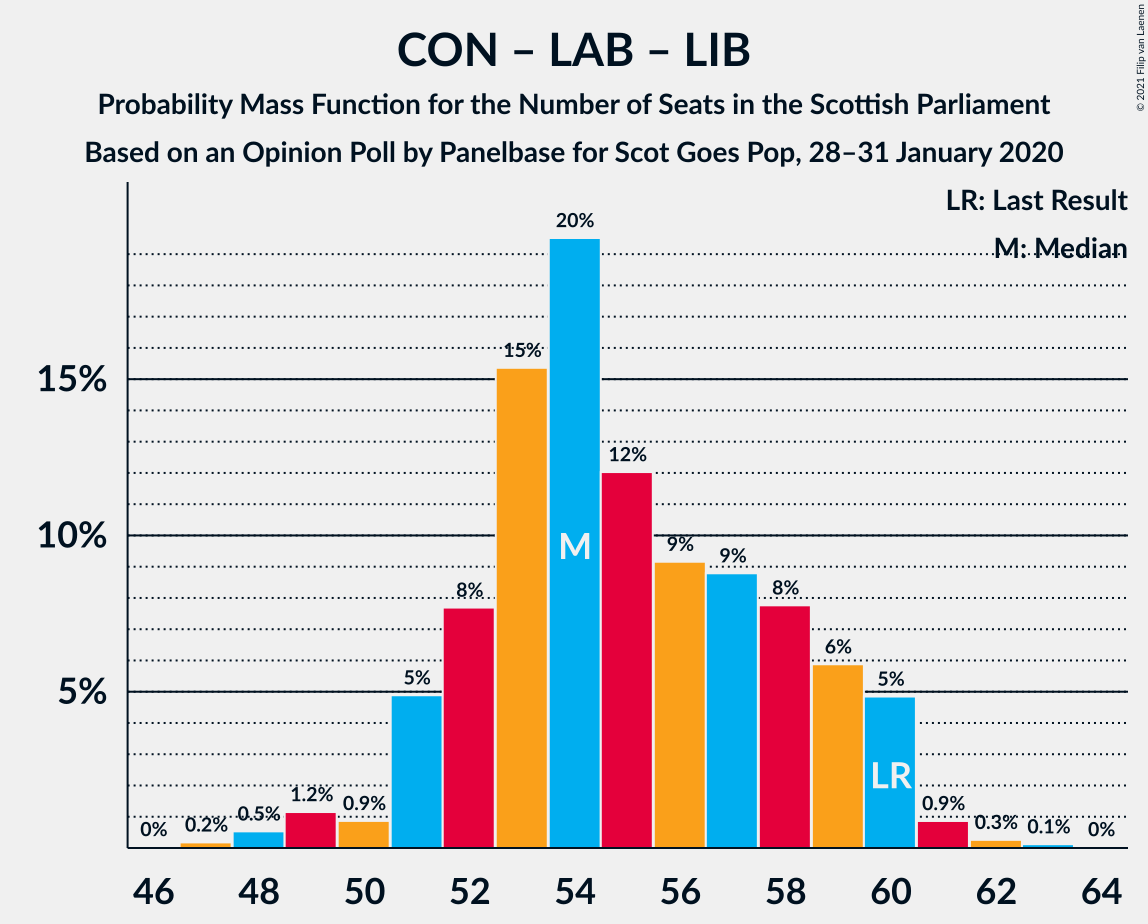 CON – LAB – LIB
Probability Mass Function for the Number of Seats in the Scottish Parliament
Based on an Opinion Poll by Panelbase for Scot Goes Pop, 28–31 January 2020
© 2021 Filip van Laenen
LR: Last Result
M: Median
15%
10%
5%
0%
0.2%
0.5%
1.2%
0.9%
5%
8%
15%
20%
12%
9%
9%
8%
6%
5%
0.9%
0.3%
0.1%
0%
M
LR
46 48 50 52 54 56 58 60 62 64